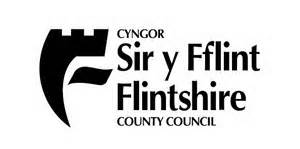 CYNGOR
Sir y Fflint
Flintshire
COUNTY COUNCIL